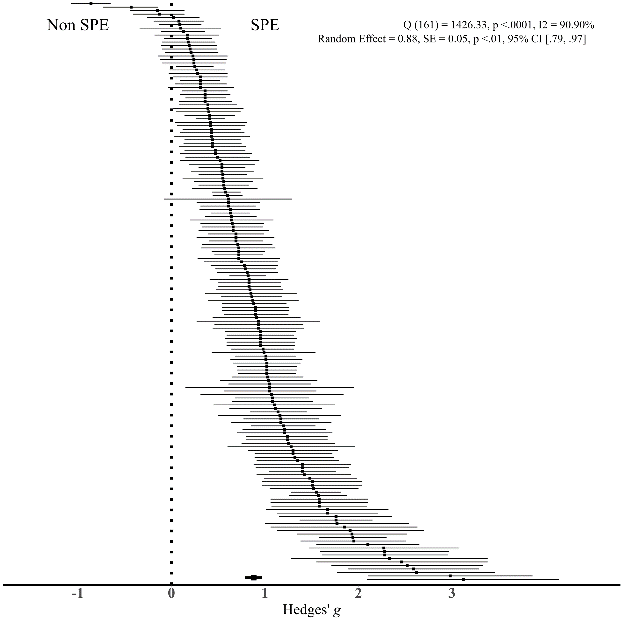 Non SPE
SPE
Q (161) = 1426.33, p <.0001, I2 = 90.90%
Random Effect = 0.88, SE = 0.05, p <.01, 95% CI [.79, .97]
-1 0 1 2 3
Hedges' g